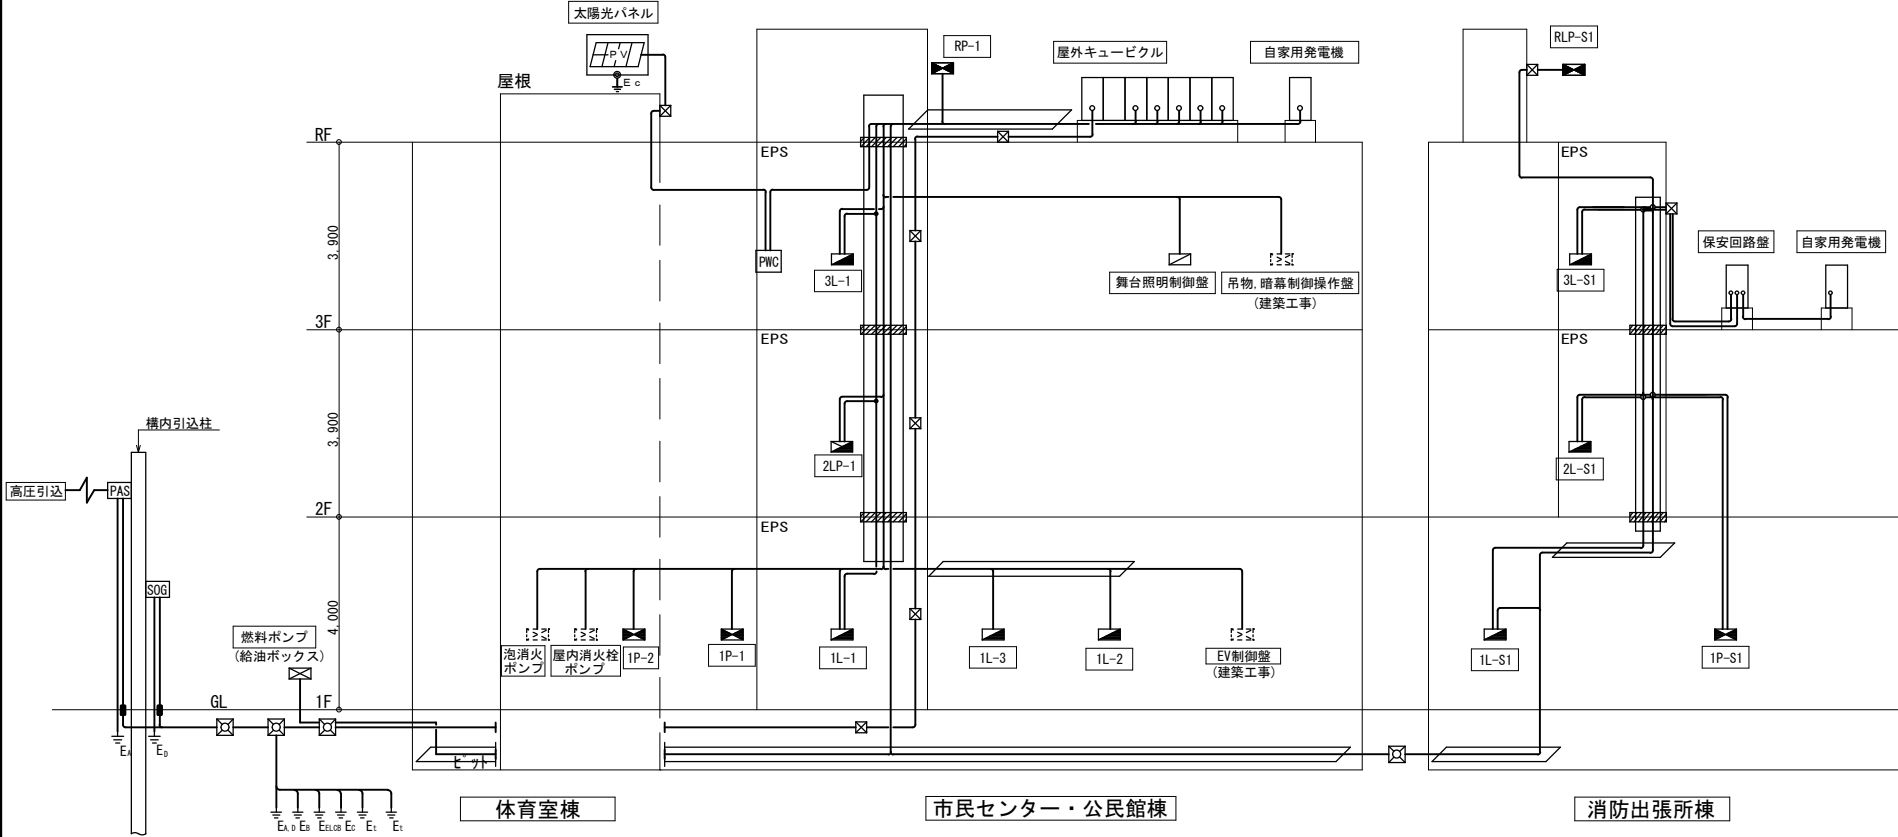 太陽光パネル
PV
Ec
屋根
RP-1
屋外キュービクル
自家用発電機
RLP-S1
RF
EPS
EPS
3,900
PWC
3L-1
舞台照明制御盤
吊物,暗幕制御操作盤
(建築工事)
3L-S1
保安回路盤
自家用発電機
3F
EPS
EPS
3,900
2LP-1
2L-S1
構内引込柱
高圧引込
PAS
2F
EPS
SOG
4,000
燃料ポンプ
(給油ボックス)
泡消火
ポンプ
屋内消火栓
ポンプ
1P-2
1P-1
1L-1
1L-3
1L-2
EV制御盤
(建築工事)
1L-S1
1P-S1
GL
1F
EA
ED
ピット
EA,D
EB
EELCB
EC
Et
Et
体育室棟
市民センター・公民館棟
消防出張所棟